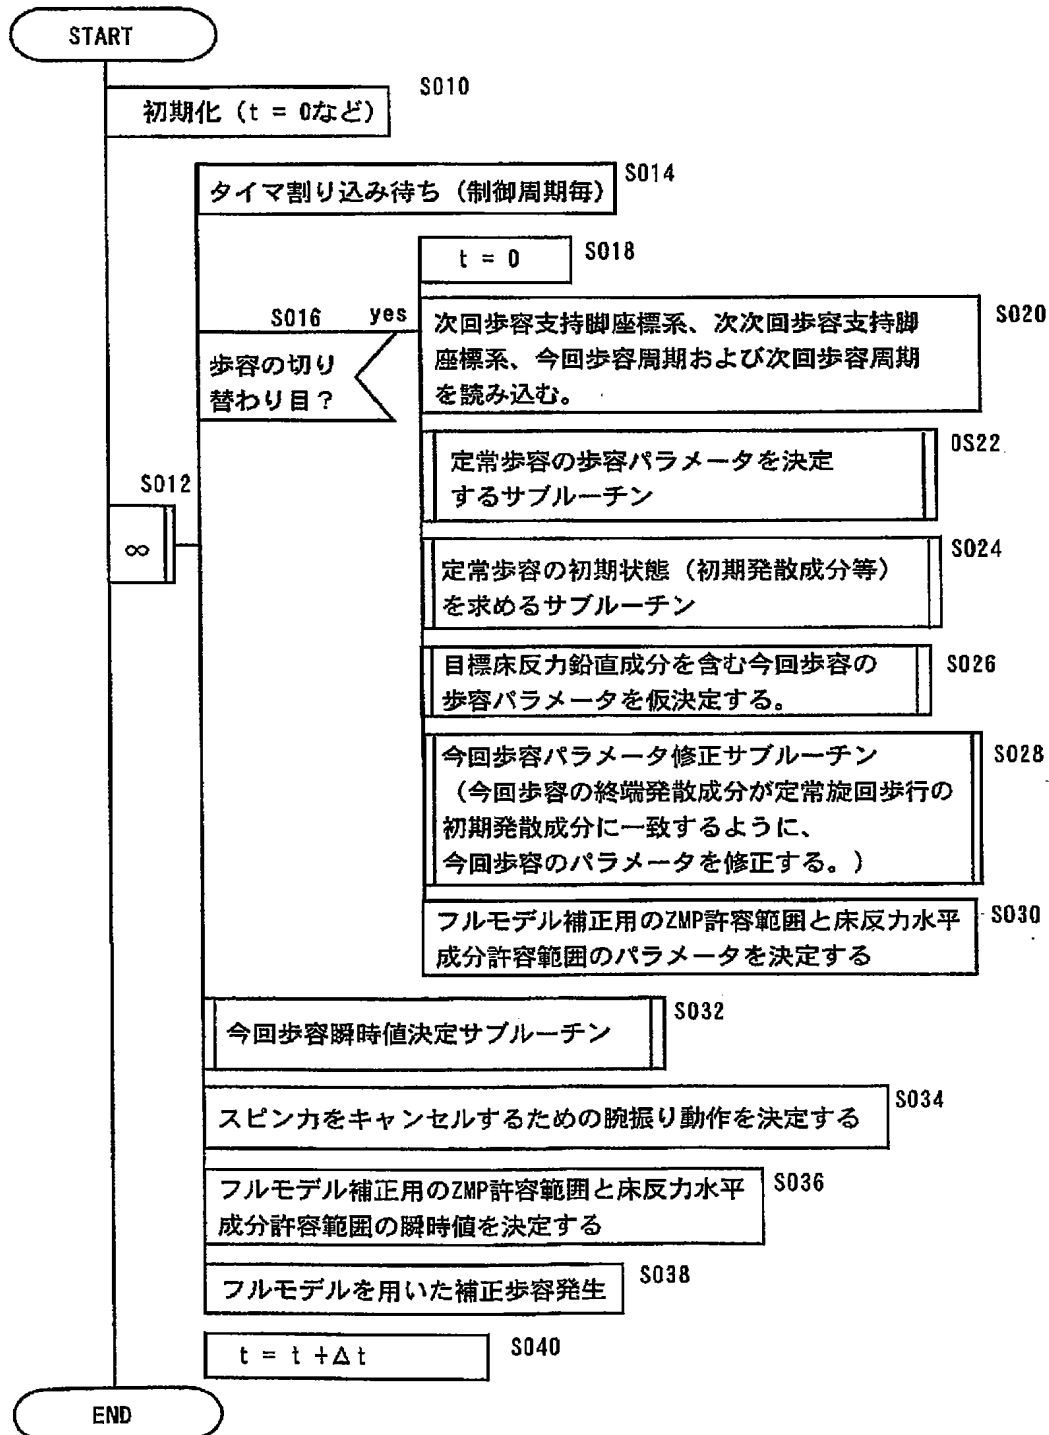 START
S010
初期化（t = 0など）
S014
タイマ割り込み待ち（制御周期毎）
t = 0
S018
S016
yes
歩容の切り
替わり目？
次回歩容支持脚座標系、次次回歩容支持脚
座標系、今回歩容周期および次回歩容周期
を読み込む。
S020
定常歩容の歩容パラメータを決定
するサブルーチン
0S22
S012
∞
定常歩容の初期状態（初期発散成分等）
を求めるサブルーチン
S024
目標床反力鉛直成分を含む今回歩容の
歩容パラメータを仮決定する。
S026
今回歩容パラメータ修正サブルーチン
（今回歩容の終端発散成分が定常旋回歩行の
初期発散成分に一致するように、
今回歩容のパラメータを修正する。）
S028
フルモデル補正用のZMP許容範囲と床反力水平
成分許容範囲のパラメータを決定する
S030
今回歩容瞬時値決定サブルーチン
S032
スピン力をキャンセルするための腕振り動作を決定する
S034
フルモデル補正用のZMP許容範囲と床反力水平
成分許容範囲の瞬時値を決定する
S036
フルモデルを用いた補正歩容発生
S038
t = t +Δt
S040
END